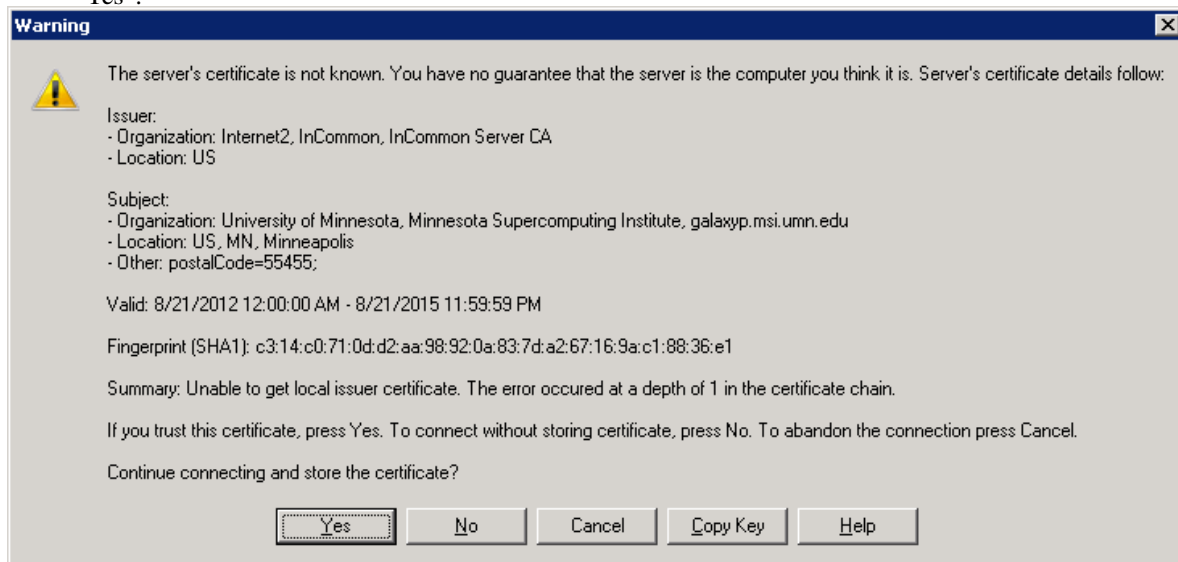 Yes".
Warning
The server's certificate is not known. You have no guarantee that the server is the computer you think it is. Server's certificate details follow:
Issuer:
- Organization: Internet2, InCommon, InCommon Server CA
- Location: US
Subject:
- Organization: University of Minnesota, Minnesota Supercomputing Institute, galaxyp.msi.umn.edu
- Location: US, MN, Minneapolis
- Other: postalCode=55455;
Valid: 8/21/2012 12:00:00 AM - 8/21/2015 11:59:59 PM
Fingerprint (SHA1): c3:14:c0:71:0d:d2:aa:98:92:0a:83:7d:a2:67:16:9a:c1:88:36:e1
Summary: Unable to get local issuer certificate. The error occured at a depth of 1 in the certificate chain.
If you trust this certificate, press Yes. To connect without storing certificate, press No. To abandon the connection press Cancel.
Continue connecting and store the certificate?
Yes No Cancel Copy Key Help